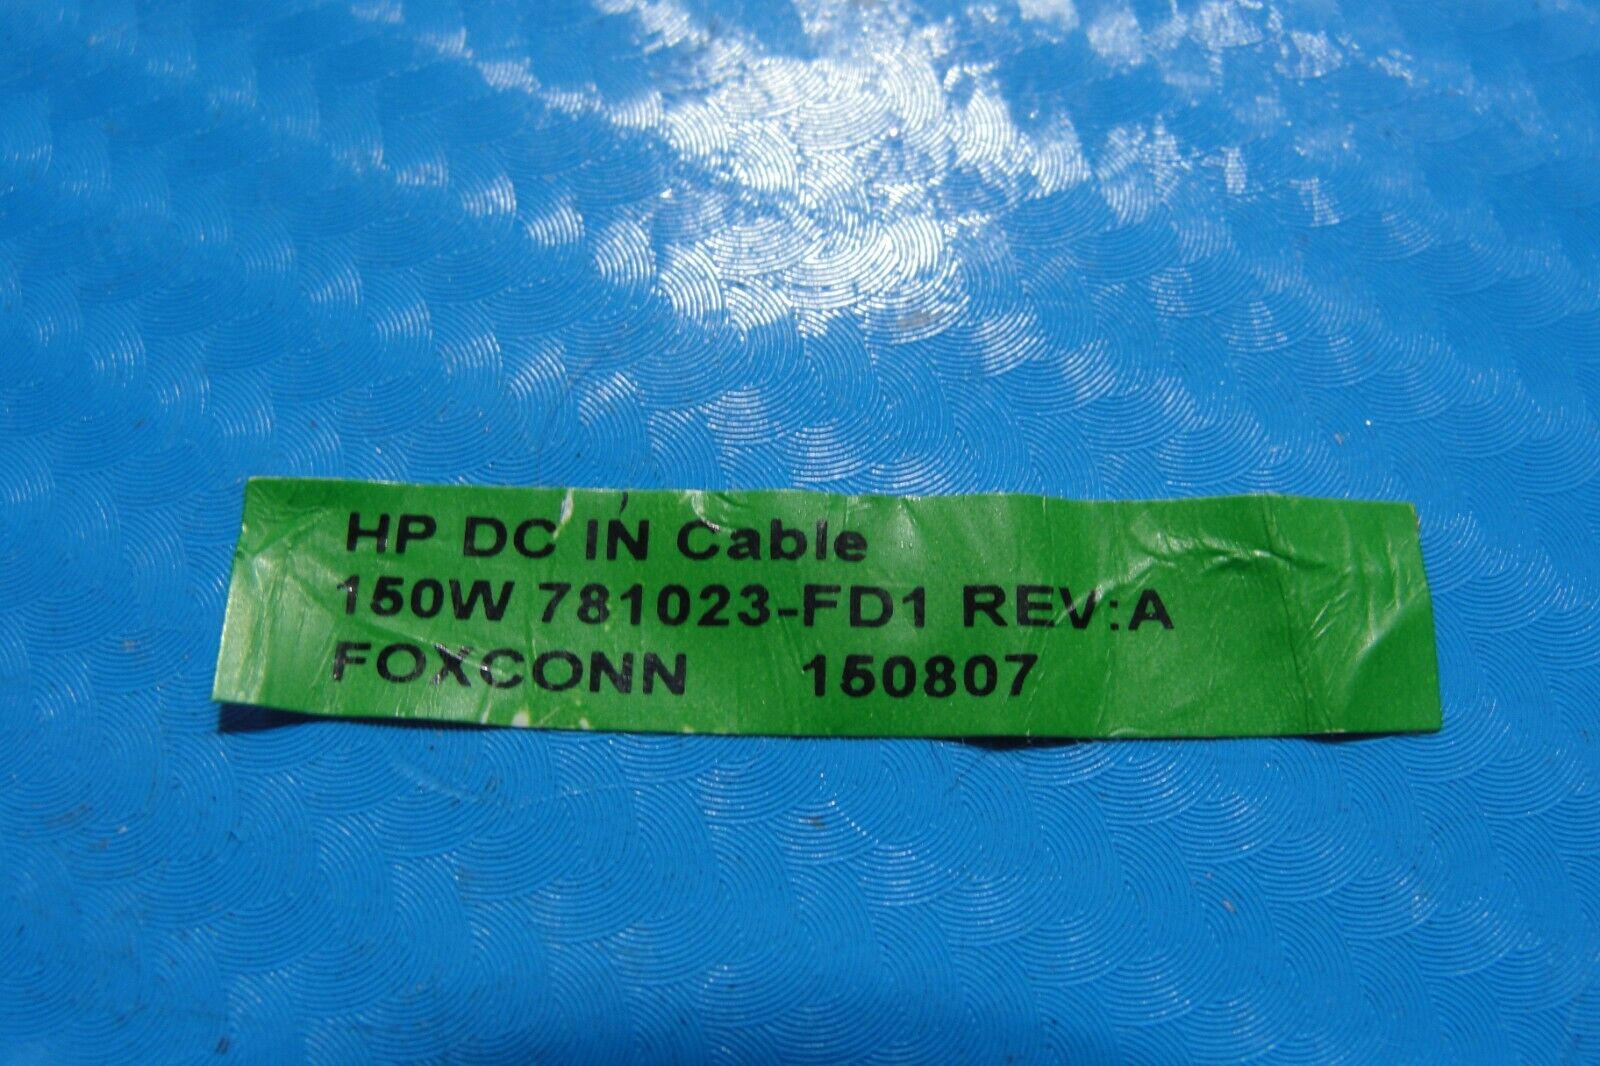 HP DC IN Cable
150W 781023-FD1 REV:A
FOXCONN 150807